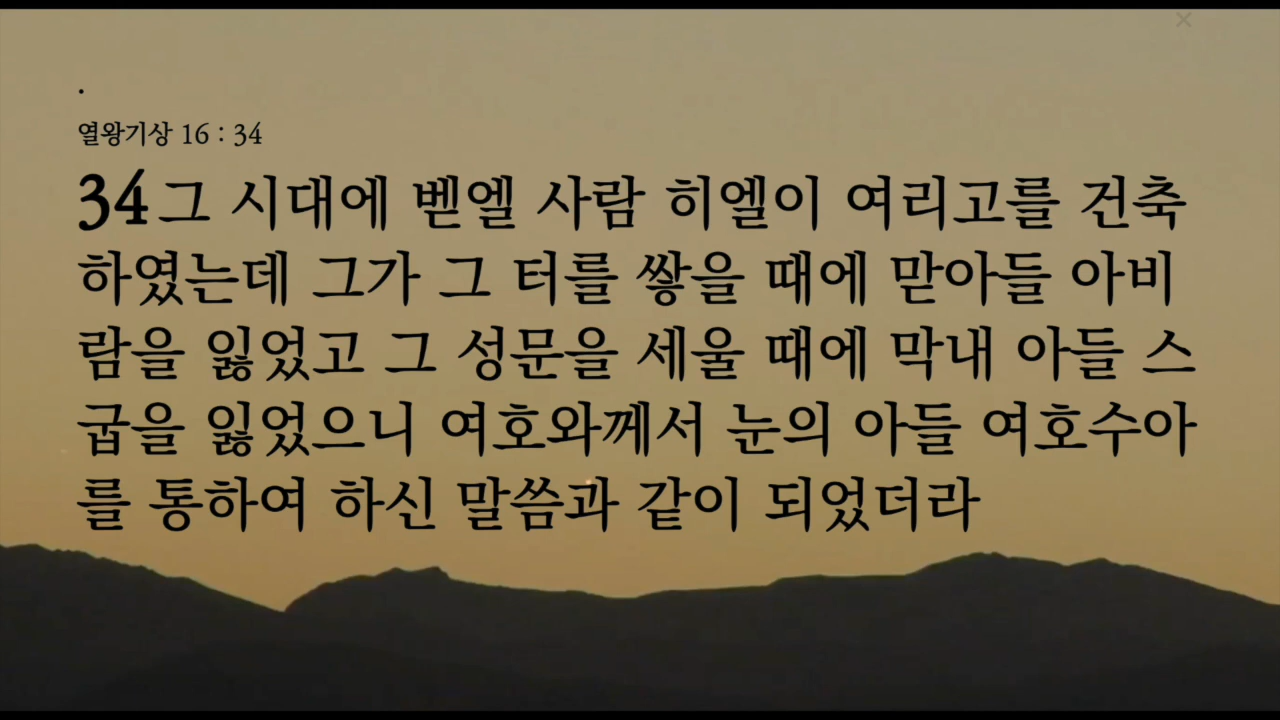 .
열왕기상 16 : 34
34그 시대에 벧엘 사람 히엘이 여리고를 건축
하였는데 그가 그 터를 쌓을 때에 맏아들 아비
람을 잃었고 그 성문을 세울 때에 막내 아들 스
굽을 잃었으니 여호와께서 눈의 아들 여호수아
를 통하여 하신 말씀과 같이 되었더라